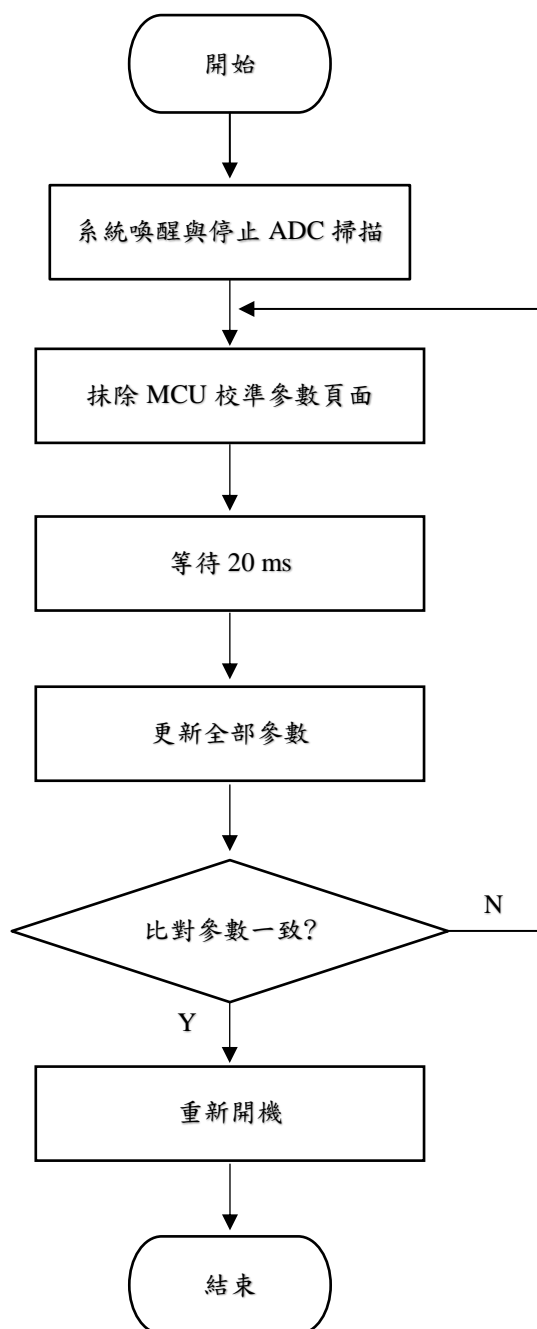 開始
系統喚醒與停止 ADC 掃描
抹除 MCU 校準參數頁面
等待 20 ms
更新全部參數
比對參數一致?
N
Y
重新開機
結束